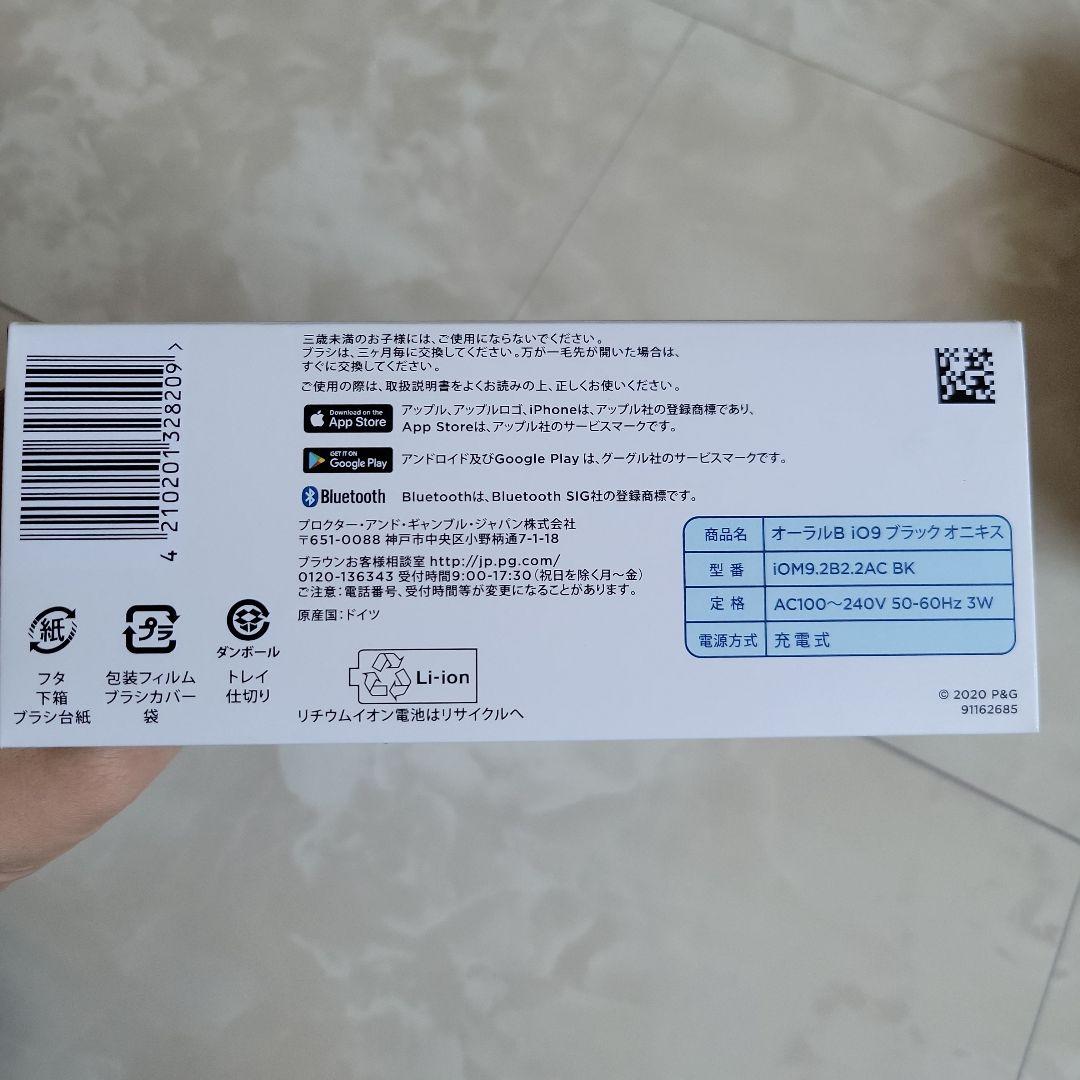 三歳未満のお子様には、ご使用にならないでください。
ブラシは、三ヶ月毎に交換してください。万が一毛先が開いた場合は、
すぐに交換してください。
ご使用の際は、取扱説明書をよくお読みの上、正しくお使いください。
Download on the
App Store
アップル、アップルロゴ、iPhoneは、アップル社の登録商標であり、
App Storeは、アップル社のサービスマークです。
GET IT ON
Google Play
アンドロイド及びGoogle Play は、グーグル社のサービスマークです。
Bluetooth
Bluetoothは、Bluetooth SIG社の登録商標です。
プロクター・アンド・ギャンブル・ジャパン株式会社
〒651-0088 神戸市中央区小野柄通7-1-18
ブラウンお客様相談室 http://jp.pg.com/
0120-136343 受付時間9:00-17:30(祝日を除く月〜金)
ご注意:電話番号、受付時間等が変更になることがあります。
原産国:ドイツ
Li-ion
リチウムイオン電池はリサイクルへ
4 210201 328209 >
紙
フタ
下箱
ブラシ台紙
プラ
包装フィルム
ブラシカバー
袋
ダンボール
トレイ
仕切り
商品名 オーラルB iO9 ブラック オニキス
型番 iOM9.2B2.2AC BK
定格 AC100〜240V 50-60Hz 3W
電源方式 充電式
© 2020 P&G
91162685